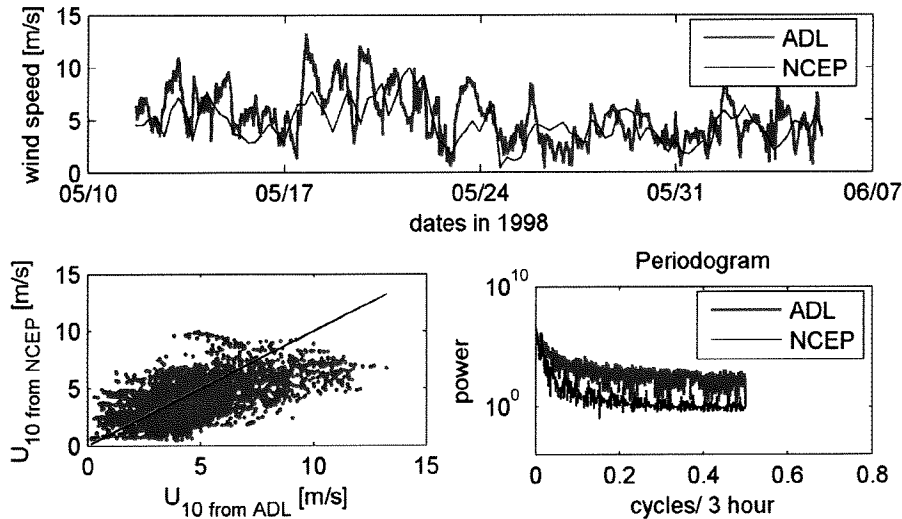 wind speed [m/s]
15
10
5
0
ADL
NCEP
05/10
05/17
05/24
05/31
06/07
dates in 1998
U10 from NCEP [m/s]
15
10
5
0
0
5
10
15
U10 from ADL [m/s]
Periodogram
power
10^10
10^0
ADL
NCEP
0
0.2
0.4
0.6
0.8
cycles/ 3 hour